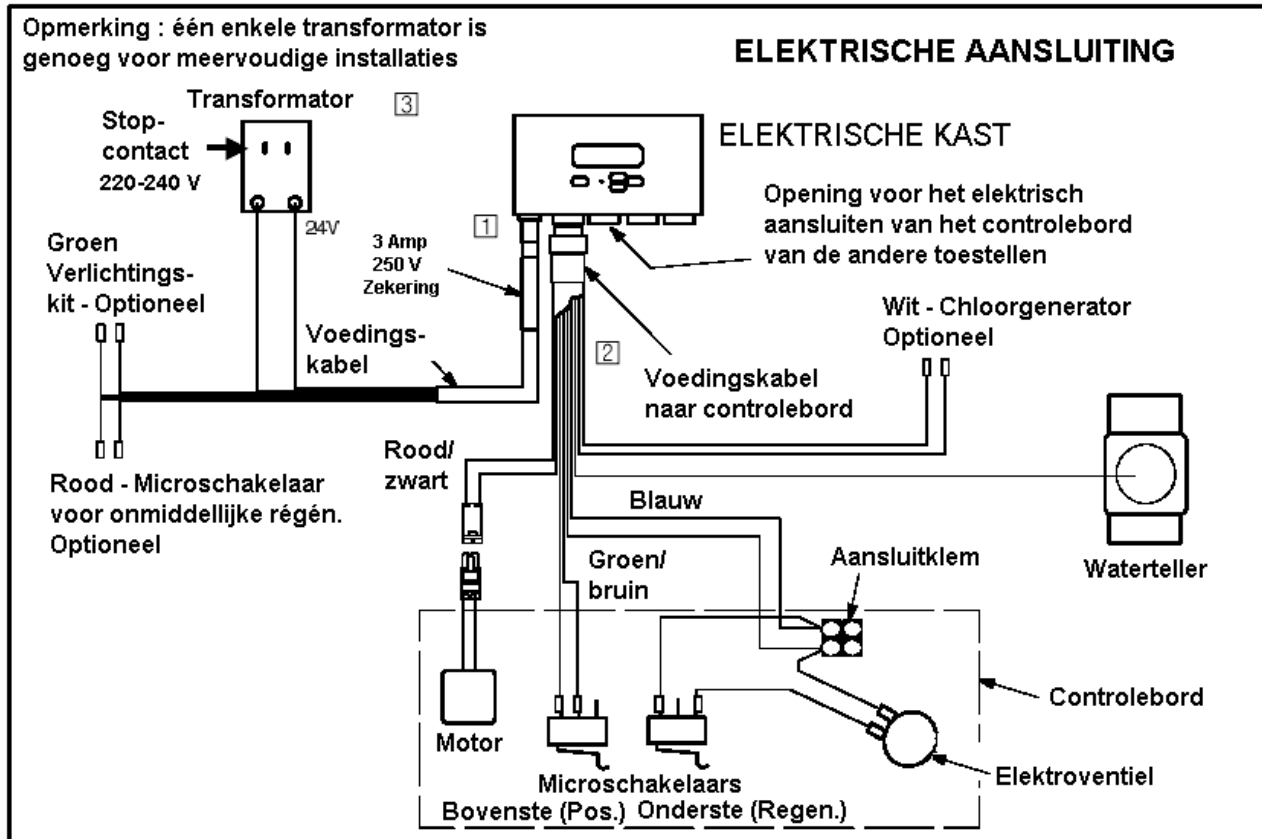 Opmerking : één enkele transformator is
genoeg voor meervoudige installaties
ELEKTRISCHE AANSLUITING
Transformator
3
Stop-
contact
220-240 V
24V
ELEKTRISCHE KAST
Opening voor het elektrisch
aansluiten van het controlebord
van de andere toestellen
1
3 Amp
250 V
Zekering
Groen
Verlichtings-
kit - Optioneel
Voedings-
kabel
2
Voedingskabel
naar controlebord
Wit - Chloorgenerator
Optioneel
Rood/
zwart
Rood - Microschakelaar
voor onmiddellijke régén.
Optioneel
Blauw
Groen/
bruin
Aansluitklem
Waterteller
Motor
Controlebord
Elektroventiel
Microschakelaars
Bovenste (Pos.) Onderste (Regen.)